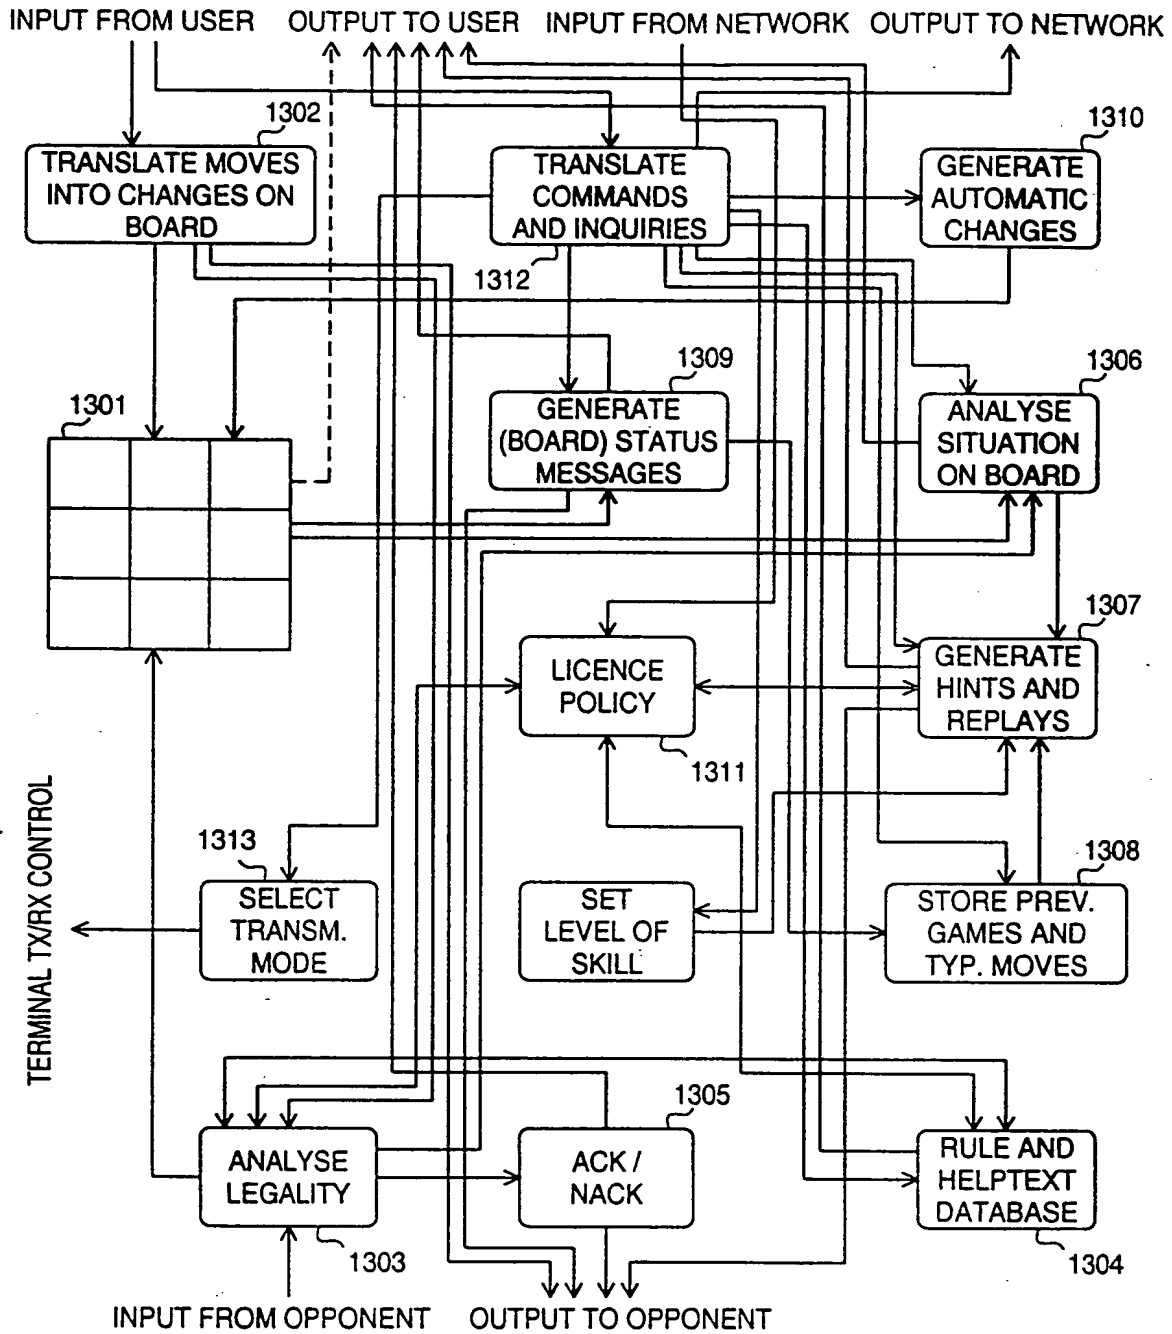 INPUT FROM USER
OUTPUT TO USER
INPUT FROM NETWORK
OUTPUT TO NETWORK
1302
1310
TRANSLATE MOVES
INTO CHANGES ON
BOARD
TRANSLATE
COMMANDS
AND INQUIRIES
GENERATE
AUTOMATIC
CHANGES
1312
1309
1306
1301
GENERATE
(BOARD) STATUS
MESSAGES
ANALYSE
SITUATION
ON BOARD
1307
LICENCE
POLICY
GENERATE
HINTS AND
REPLAYS
1311
TERMINAL TX/RX CONTROL
1313
1308
SELECT
TRANSM.
MODE
SET
LEVEL OF
SKILL
STORE PREV.
GAMES AND
TYP. MOVES
1305
ANALYSE
LEGALITY
ACK /
NACK
RULE AND
HELPTEXT
DATABASE
1303
1304
INPUT FROM OPPONENT
OUTPUT TO OPPONENT